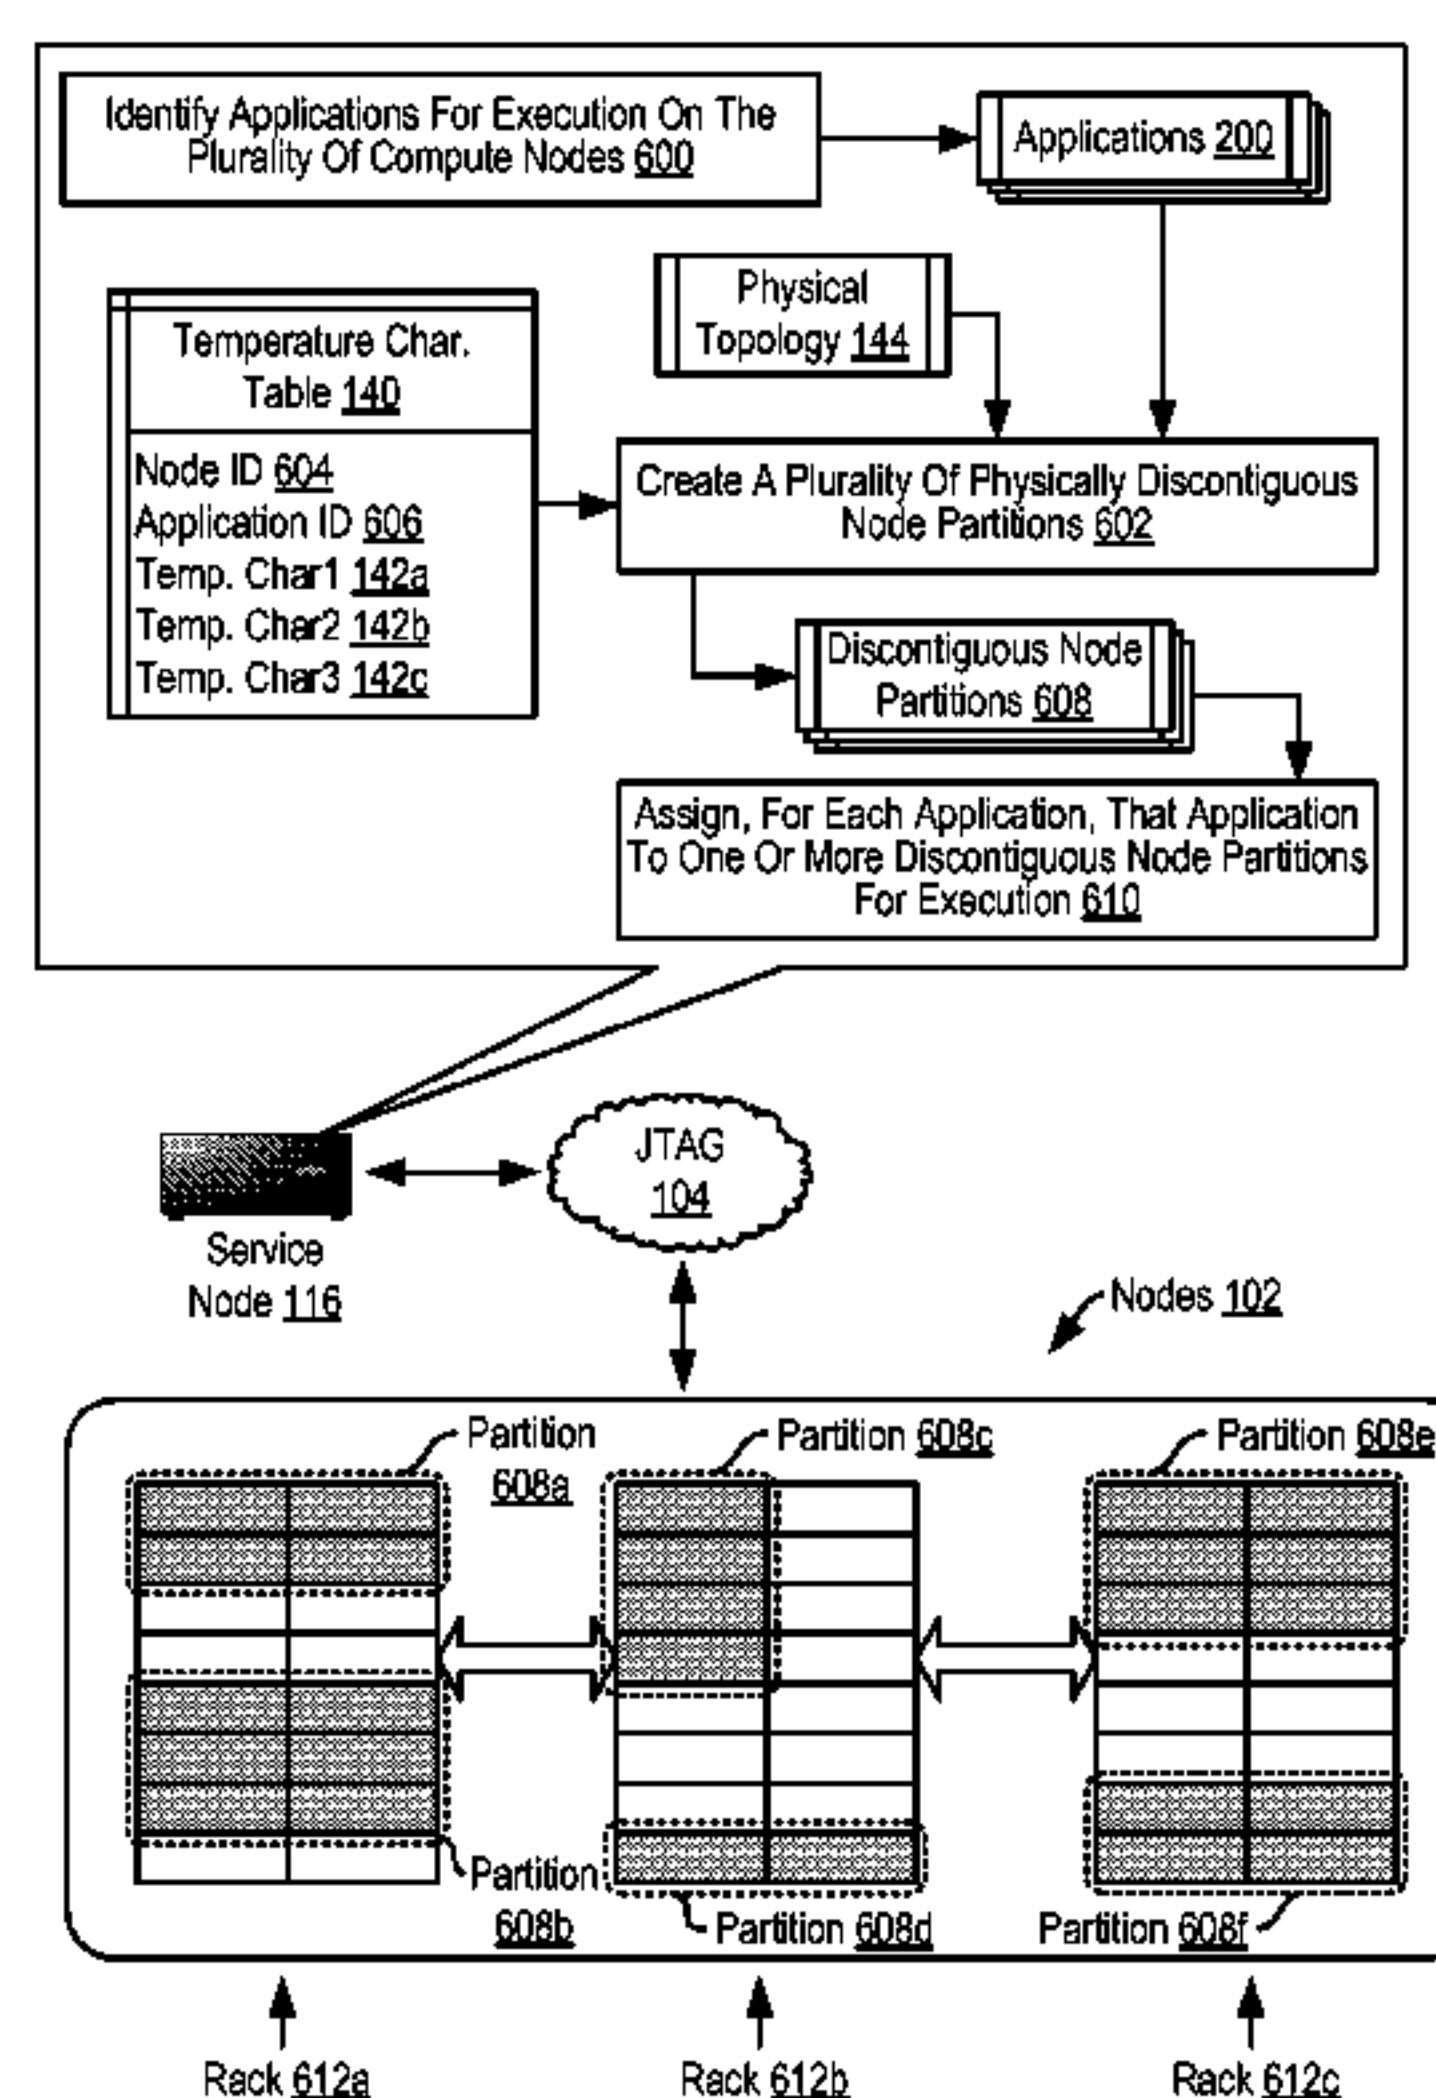 Identify Applications For Execution On The
Plurality Of Compute Nodes 600
Applications 200
Physical
Topology 144
Temperature Char.
Table 140
Node ID 604
Application ID 606
Temp. Char1 142a
Temp. Char2 142b
Temp. Char3 142c
Create A Plurality Of Physically Discontiguous
Node Partitions 602
Discontiguous Node
Partitions 608
Assign, For Each Application, That Application
To One Or More Discontiguous Node Partitions
For Execution 610
JTAG
104
Service
Node 116
Nodes 102
Partition
608a
Partition 608c
Partition 608e
Partition
608b
Partition 608d
Partition 608f
Rack 612a
Rack 612b
Rack 612c